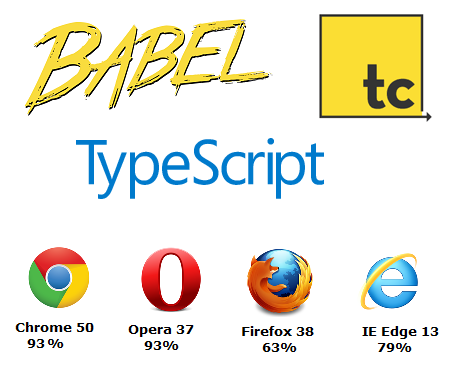 BABEL
tc
TypeScript
Chrome 50
93%
Opera 37
93%
Firefox 38
63%
IE Edge 13
79%